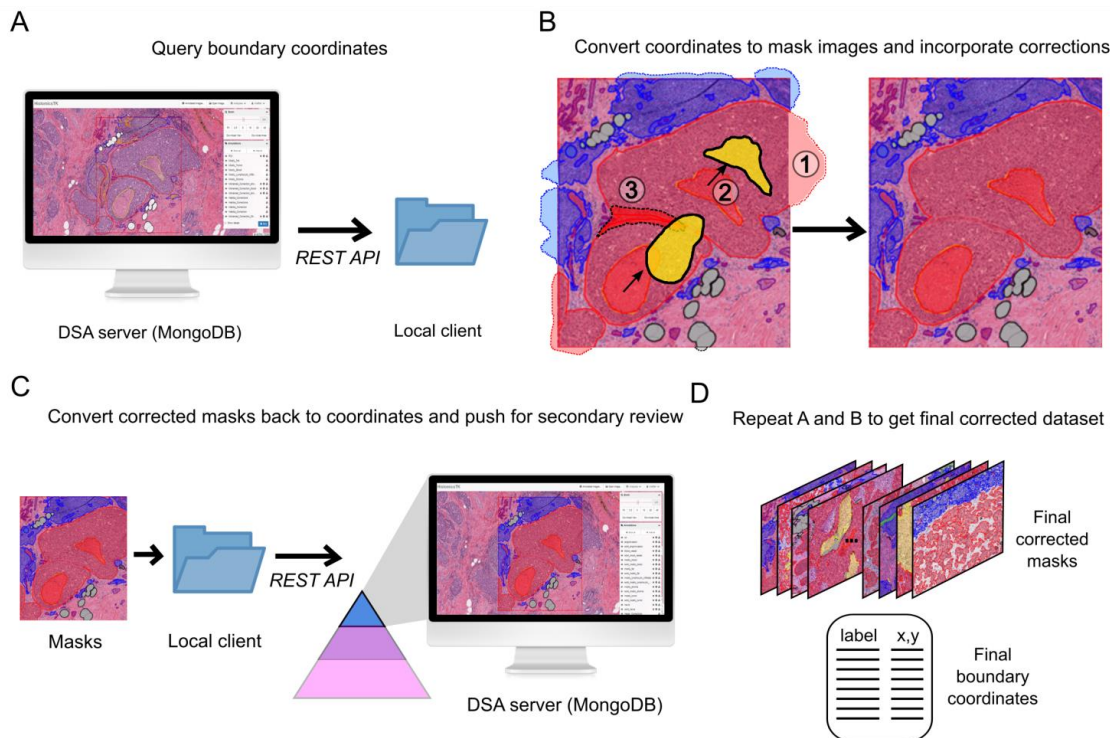 A
Query boundary coordinates
REST API
DSA server (MongoDB)
Local client
B
Convert coordinates to mask images and incorporate corrections
1
2
3
C
Convert corrected masks back to coordinates and push for secondary review
Masks
Local client
REST API
DSA server (MongoDB)
D
Repeat A and B to get final corrected dataset
...
Final
corrected
masks
label x,y
Final
boundary
coordinates